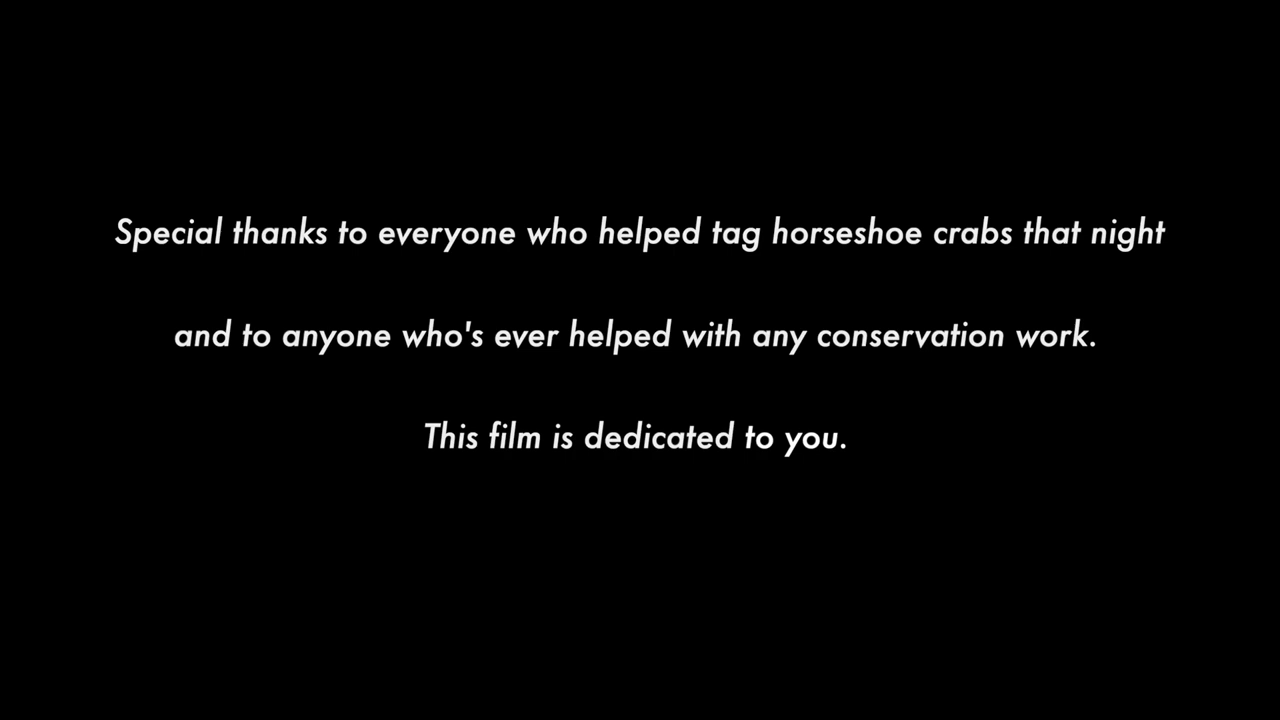 Special thanks to everyone who helped tag horseshoe crabs that night
and to anyone who's ever helped with any conservation work.
This film is dedicated to you.